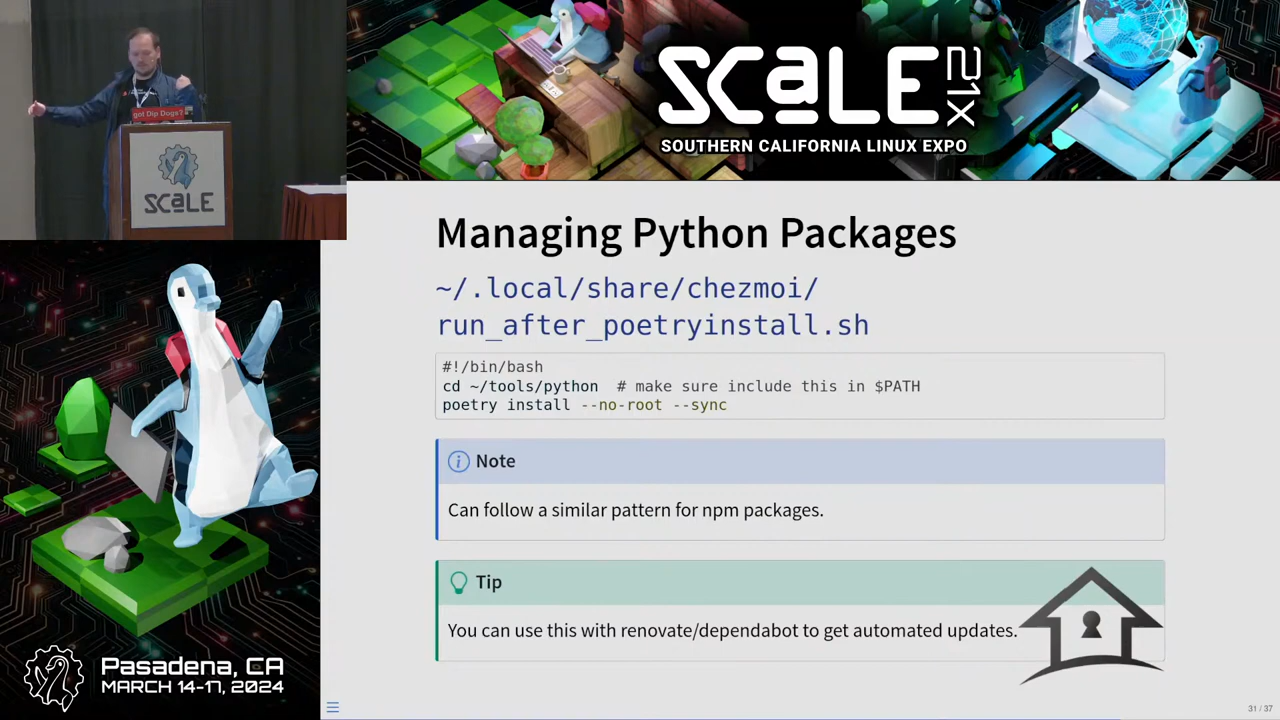 got Dip Dogs?
SCaLE
SCaLE 21X
SOUTHERN CALIFORNIA LINUX EXPO
Managing Python Packages
~/.local/share/chezmoi/
run_after_poetryinstall.sh
#!/bin/bash
cd ~/tools/python  # make sure include this in $PATH
poetry install --no-root --sync
Note
Can follow a similar pattern for npm packages.
Tip
You can use this with renovate/dependabot to get automated updates.
Pasadena, CA
MARCH 14-17, 2024
31 / 37